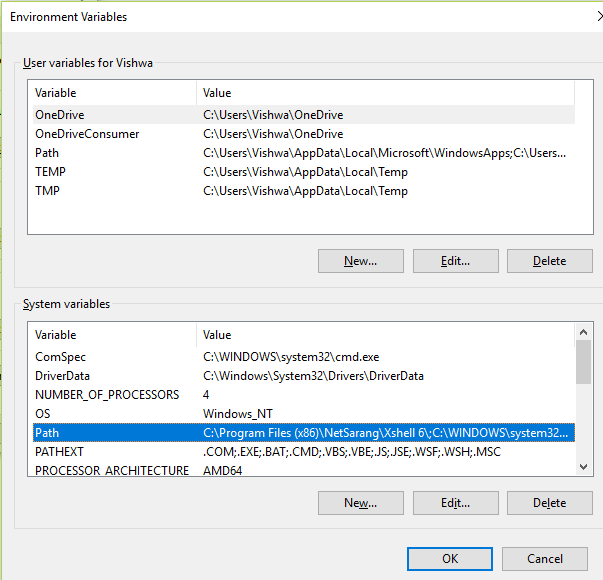 Environment Variables
User variables for Vishwa
Variable Value
OneDrive C:\Users\Vishwa\OneDrive
OneDriveConsumer C:\Users\Vishwa\OneDrive
Path C:\Users\Vishwa\AppData\Local\Microsoft\WindowsApps;C:\Users...
TEMP C:\Users\Vishwa\AppData\Local\Temp
TMP C:\Users\Vishwa\AppData\Local\Temp
New... Edit... Delete
System variables
Variable Value
ComSpec C:\WINDOWS\system32\cmd.exe
DriverData C:\Windows\System32\Drivers\DriverData
NUMBER_OF_PROCESSORS 4
OS Windows_NT
Path C:\Program Files (x86)\NetSarang\Xshell 6\;C:\WINDOWS\system32...
PATHEXT .COM;.EXE;.BAT;.CMD;.VBS;.VBE;.JS;.JSE;.WSF;.WSH;.MSC
PROCESSOR_ARCHITECTURE AMD64
New... Edit... Delete
OK Cancel